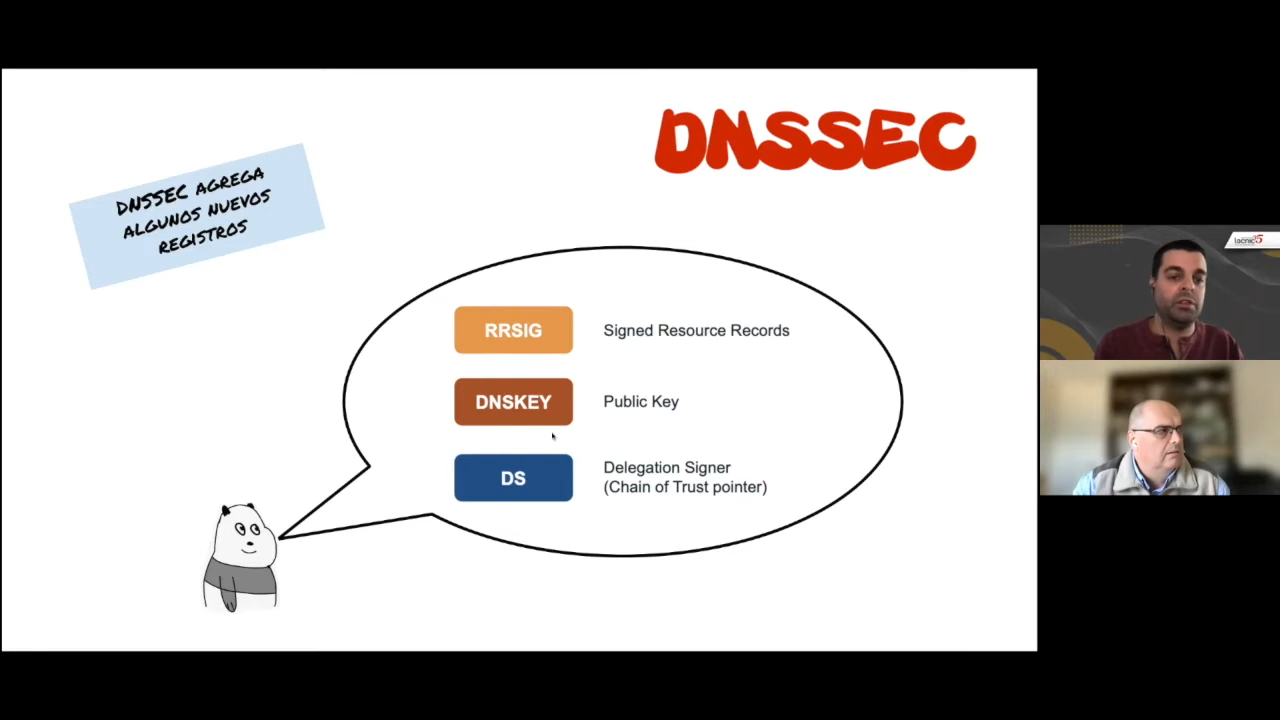 DNSSEC
DNSSEC AGREGA
ALGUNOS NUEVOS
REGISTROS
RRSIG
Signed Resource Records
DNSKEY
Public Key
DS
Delegation Signer
(Chain of Trust pointer)
lacnic25